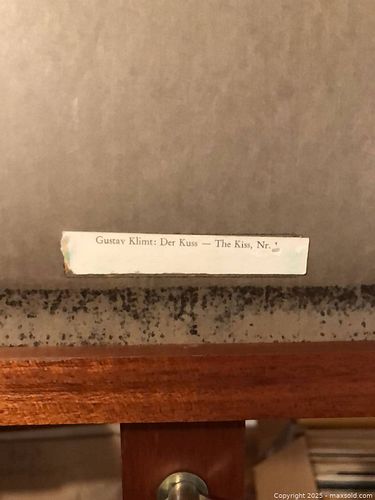 Gustav Klimt: Der Kuss — The Kiss, Nr.
Copyright 2025 - maxsold.com